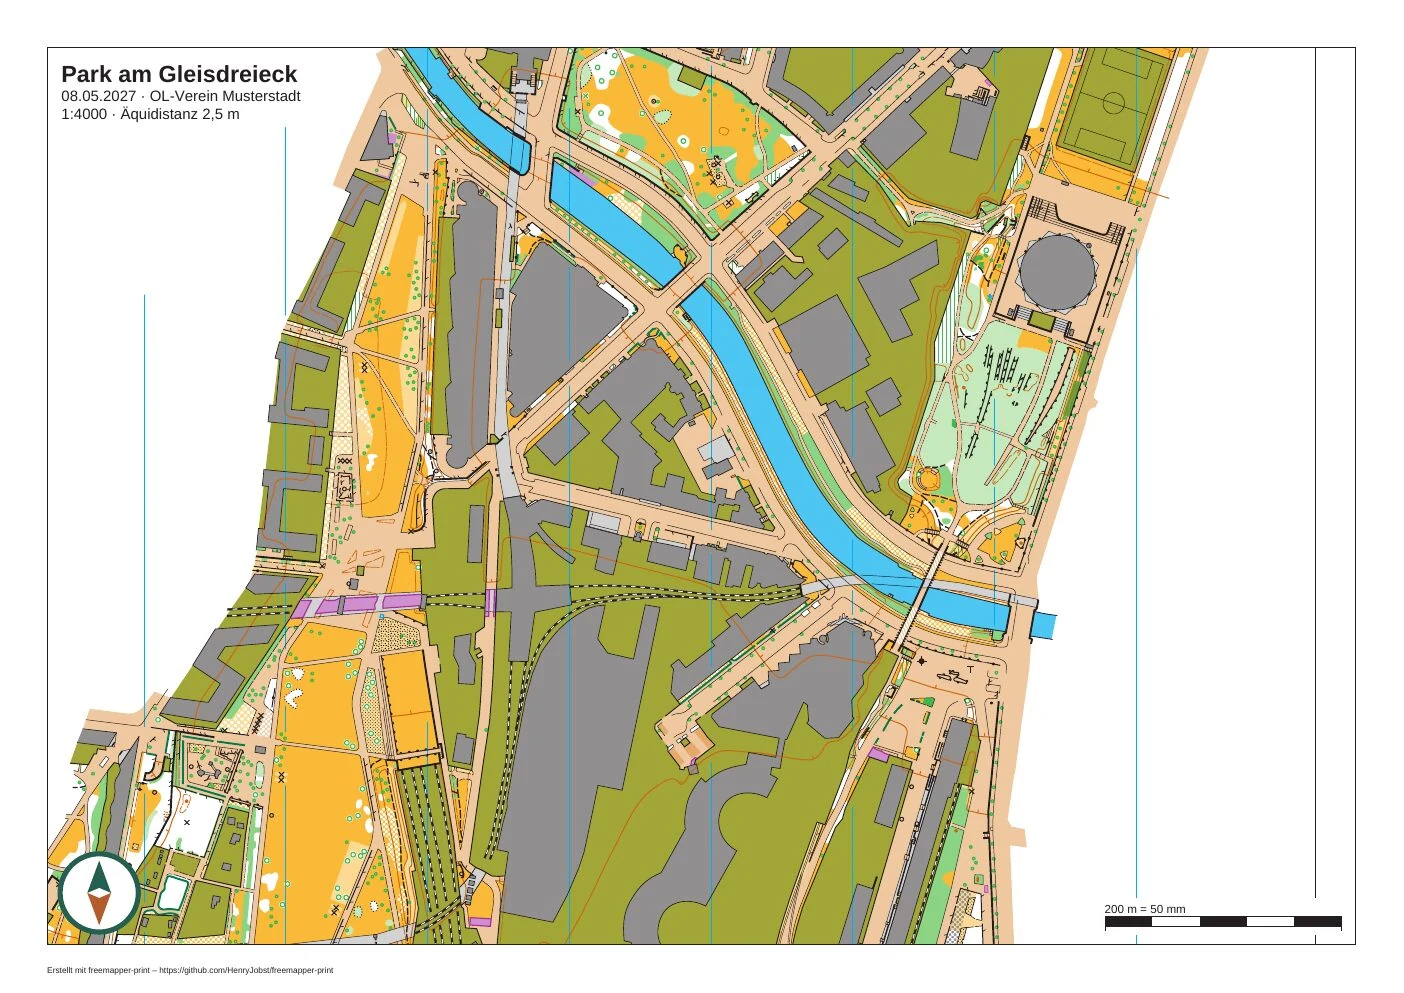 Park am Gleisdreieck
08.05.2027 · OL-Verein Musterstadt
1:4000 · Äquidistanz 2,5 m
200 m = 50 mm
Erstellt mit freemapper-print – https://github.com/HenryJobst/freemapper-print